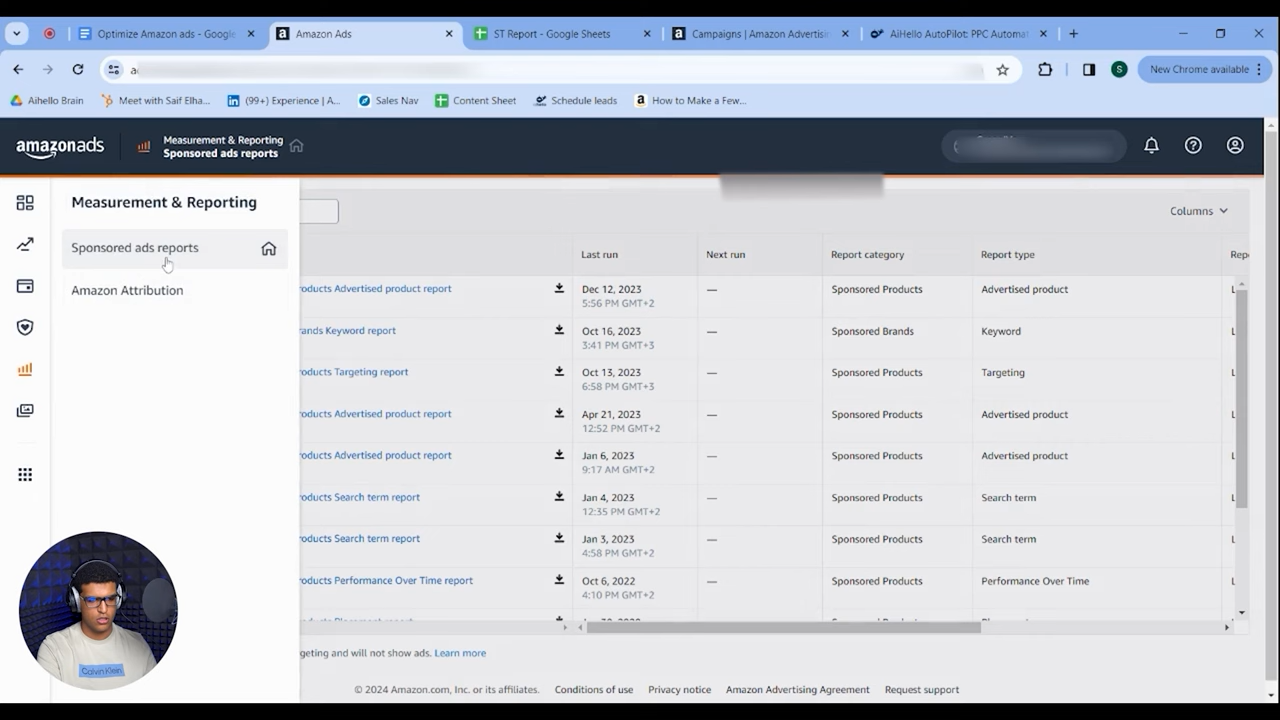 Optimize Amazon ads - Google
Amazon Ads
ST Report - Google Sheets
Campaigns | Amazon Advertisin
AiHello AutoPilot: PPC Automat
New Chrome available
Aihello Brain
Meet with Saif Elha...
(99+) Experience | A...
Sales Nav
Content Sheet
Schedule leads
How to Make a Few...
amazonads
Measurement & Reporting
Sponsored ads reports
Measurement & Reporting
Columns
Sponsored ads reports
Amazon Attribution
Last run
Next run
Report category
Report type
Repo
roducts Advertised product report
Dec 12, 2023
5:56 PM GMT+2
—
Sponsored Products
Advertised product
rands Keyword report
Oct 16, 2023
3:41 PM GMT+3
—
Sponsored Brands
Keyword
roducts Targeting report
Oct 13, 2023
6:58 PM GMT+3
—
Sponsored Products
Targeting
roducts Advertised product report
Apr 21, 2023
12:52 PM GMT+2
—
Sponsored Products
Advertised product
roducts Advertised product report
Jan 6, 2023
9:17 AM GMT+2
—
Sponsored Products
Advertised product
roducts Search term report
Jan 4, 2023
12:35 PM GMT+2
—
Sponsored Products
Search term
roducts Search term report
Jan 3, 2023
4:58 PM GMT+2
—
Sponsored Products
Search term
roducts Performance Over Time report
Oct 6, 2022
4:10 PM GMT+2
—
Sponsored Products
Performance Over Time
geting and will not show ads. Learn more
© 2024 Amazon.com, Inc. or its affiliates.
Conditions of use
Privacy notice
Amazon Advertising Agreement
Request support
Calvin Klein